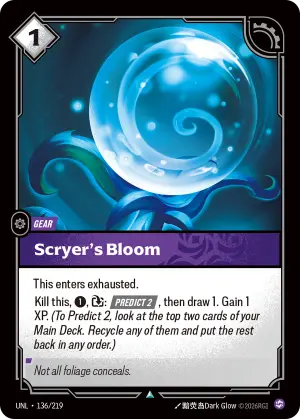 1
GEAR
Scryer's Bloom
This enters exhausted.
Kill this, 1, : PREDICT 2, then draw 1. Gain 1
XP. (To Predict 2, look at the top two cards of your
Main Deck. Recycle any of them and put the rest
back in any order.)
Not all foliage conceals.
UNL • 136/219
Dark Glow ©2026RGI